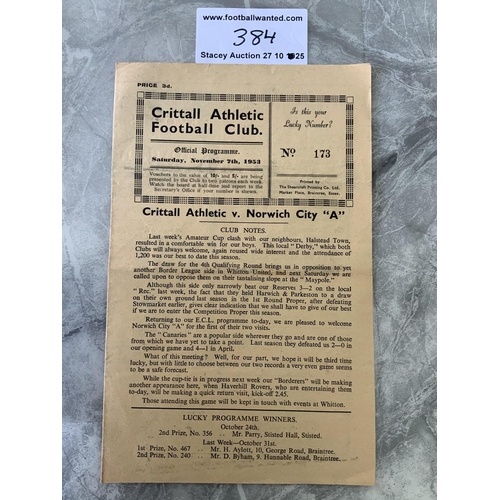 www.footballwanted.com
384
Stacey Auction 27 10 25
PRICE 3d.
Crittall Athletic
Football Club.
Official Programme.
Saturday, November 7th, 1953
Vouchers to the value of 10/- and 5/- are being
presented by the Club to two patrons each week.
Watch the board at half-time and report to the
Secretary's Office if your number is chosen.
Is this your
Lucky Number?
No 173
Printed by
The Shearcroft Printing Co. Ltd.
Market Place, Braintree, Essex.
Crittall Athletic v. Norwich City "A"
CLUB NOTES.
Last week's Amateur Cup clash with our neighbours, Halstead Town,
resulted in a comfortable win for our boys. This local "Derby," which both
Clubs will always welcome, again roused wide interest and the attendance of
1,200 was our best to date this season.
The draw for the 4th Qualifying Round brings us in opposition to yet
another Border League side in Whitton United, and next Saturday we are
called upon to oppose them on their tantalising slope at the "Maypole."
Although this side only narrowly beat our Reserves 3—2 on the local
"Rec." last week, the fact that they held Harwich & Parkeston to a draw
on their own ground last season in the 1st Round Proper, after defeating
Stowmarket earlier, gives clear indication that we shall have to give of our best
if we are to enter the Competition Proper this season.
Returning to our E.C.L. programme to-day, we are pleased to welcome
Norwich City "A" for the first of their two visits.
The "Canaries" are a popular side wherever they go and are one of those
from which we have yet to take a point. Last season they defeated us 2—0 in
our opening game and 4—1 in April.
What of this meeting? Well, for our part, we hope it will be third time
lucky, but with little to choose between our two records a very even game seems
to be a safe forecast.
While the cup-tie is in progress next week our "Borderers" will be making
another appearance here, when Haverhill Rovers, who are entertaining them
to-day, will be making a quick return visit, kick-off 2.45.
Those attending this game will be kept in touch with events at Whitton.
LUCKY PROGRAMME WINNERS.
October 24th.
2nd Prize, No. 356 ... Mr. Parry, Stisted Hall, Stisted.
Last Week—October 31st.
1st Prize, No. 467 ... Mr. H. Aylott, 10, George Road, Braintree.
2nd Prize, No. 240 ... Mr. D. Byham, 9, Hunnable Road, Braintree.